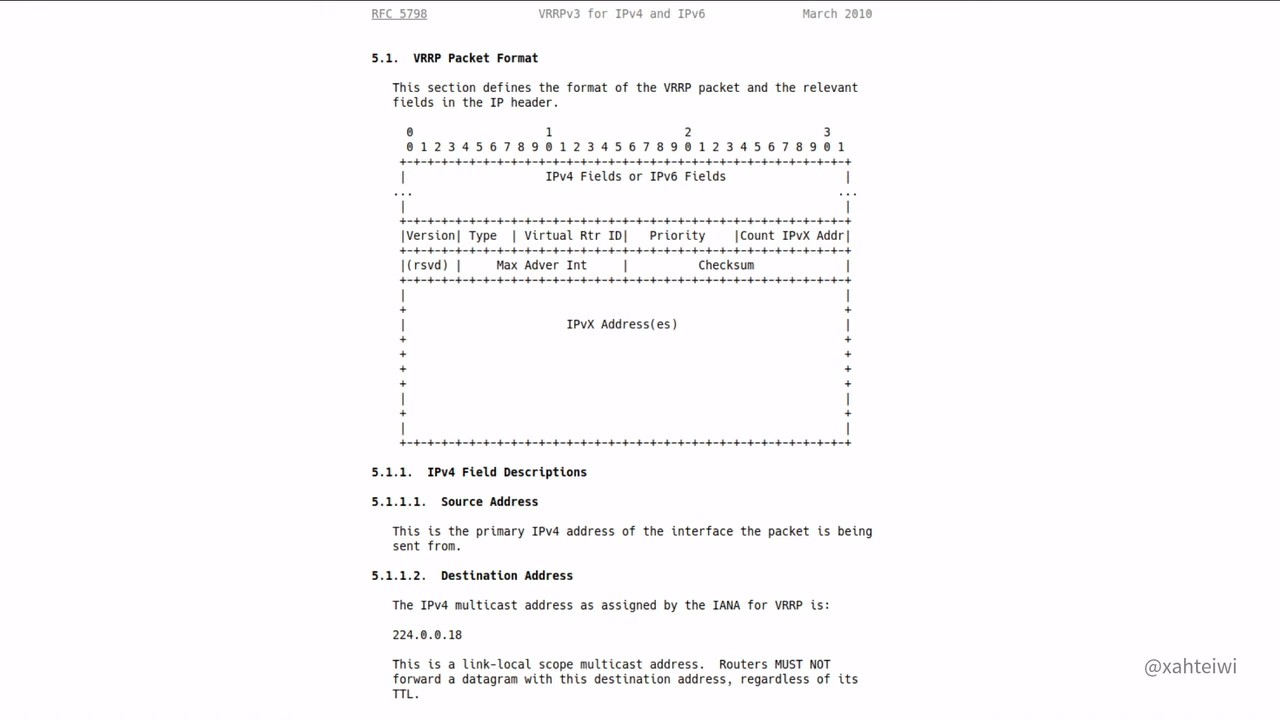 RFC 5798 VRRPv3 for IPv4 and IPv6 March 2010
5.1. VRRP Packet Format
This section defines the format of the VRRP packet and the relevant
fields in the IP header.
0                   1                   2                   3
0 1 2 3 4 5 6 7 8 9 0 1 2 3 4 5 6 7 8 9 0 1 2 3 4 5 6 7 8 9 0 1
+-+-+-+-+-+-+-+-+-+-+-+-+-+-+-+-+-+-+-+-+-+-+-+-+-+-+-+-+-+-+-+-+
|                    IPv4 Fields or IPv6 Fields                 |
...                                                             ...
|                                                               |
+-+-+-+-+-+-+-+-+-+-+-+-+-+-+-+-+-+-+-+-+-+-+-+-+-+-+-+-+-+-+-+-+
|Version| Type  | Virtual Rtr ID|   Priority    |Count IPvX Addr|
+-+-+-+-+-+-+-+-+-+-+-+-+-+-+-+-+-+-+-+-+-+-+-+-+-+-+-+-+-+-+-+-+
|(rsvd) |     Max Adver Int     |          Checksum             |
+-+-+-+-+-+-+-+-+-+-+-+-+-+-+-+-+-+-+-+-+-+-+-+-+-+-+-+-+-+-+-+-+
|                                                               |
+                                                               +
|                       IPvX Address(es)                        |
+                                                               +
+                                                               +
+                                                               +
+                                                               +
|                                                               |
+                                                               +
|                                                               |
+-+-+-+-+-+-+-+-+-+-+-+-+-+-+-+-+-+-+-+-+-+-+-+-+-+-+-+-+-+-+-+-+
5.1.1. IPv4 Field Descriptions
5.1.1.1. Source Address
This is the primary IPv4 address of the interface the packet is being
sent from.
5.1.1.2. Destination Address
The IPv4 multicast address as assigned by the IANA for VRRP is:
224.0.0.18
This is a link-local scope multicast address. Routers MUST NOT
forward a datagram with this destination address, regardless of its
TTL.
@xahteiwi